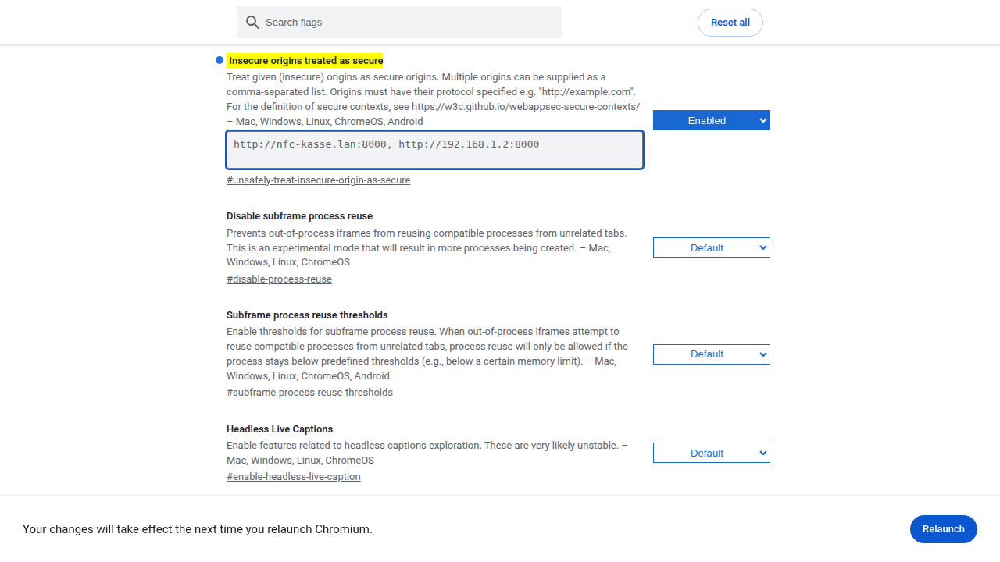 Search flags
Reset all
Insecure origins treated as secure
Treat given (insecure) origins as secure origins. Multiple origins can be supplied as a
comma-separated list. Origins must have their protocol specified e.g. "http://example.com".
For the definition of secure contexts, see https://w3c.github.io/webappsec-secure-contexts/
– Mac, Windows, Linux, ChromeOS, Android
Enabled
http://nfc-kasse.lan:8000, http://192.168.1.2:8000
#unsafely-treat-insecure-origin-as-secure
Disable subframe process reuse
Prevents out-of-process iframes from reusing compatible processes from unrelated tabs.
This is an experimental mode that will result in more processes being created. – Mac,
Windows, Linux, ChromeOS
Default
#disable-process-reuse
Subframe process reuse thresholds
Enable thresholds for subframe process reuse. When out-of-process iframes attempt to
reuse compatible processes from unrelated tabs, process reuse will only be allowed if the
process stays below predefined thresholds (e.g., below a certain memory limit). – Mac,
Windows, Linux, ChromeOS, Android
Default
#subframe-process-reuse-thresholds
Headless Live Captions
Enable features related to headless captions exploration. These are very likely unstable. –
Mac, Windows, Linux, ChromeOS
Default
#enable-headless-live-caption
Your changes will take effect the next time you relaunch Chromium.
Relaunch